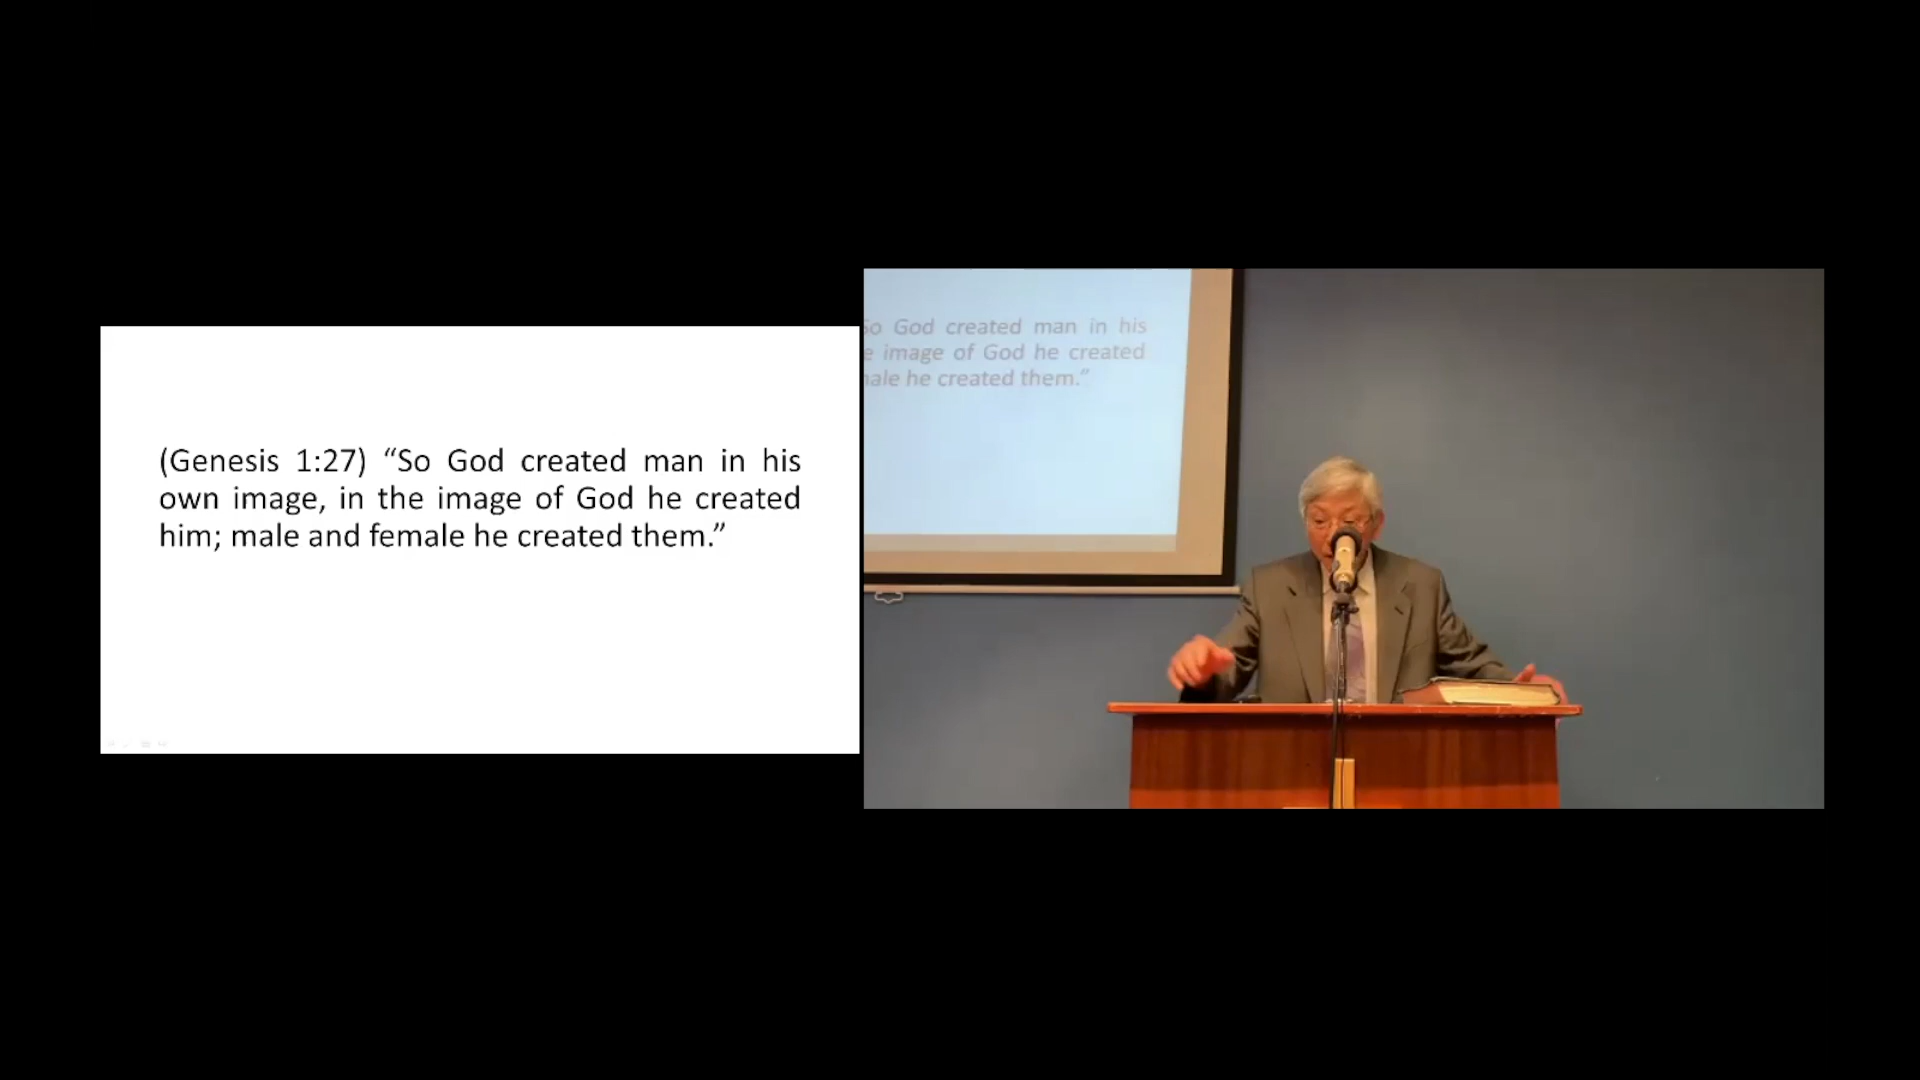 (Genesis 1:27) “So God created man in his
own image, in the image of God he created
him; male and female he created them.”
So God created man in his
e image of God he created
ale he created them.”